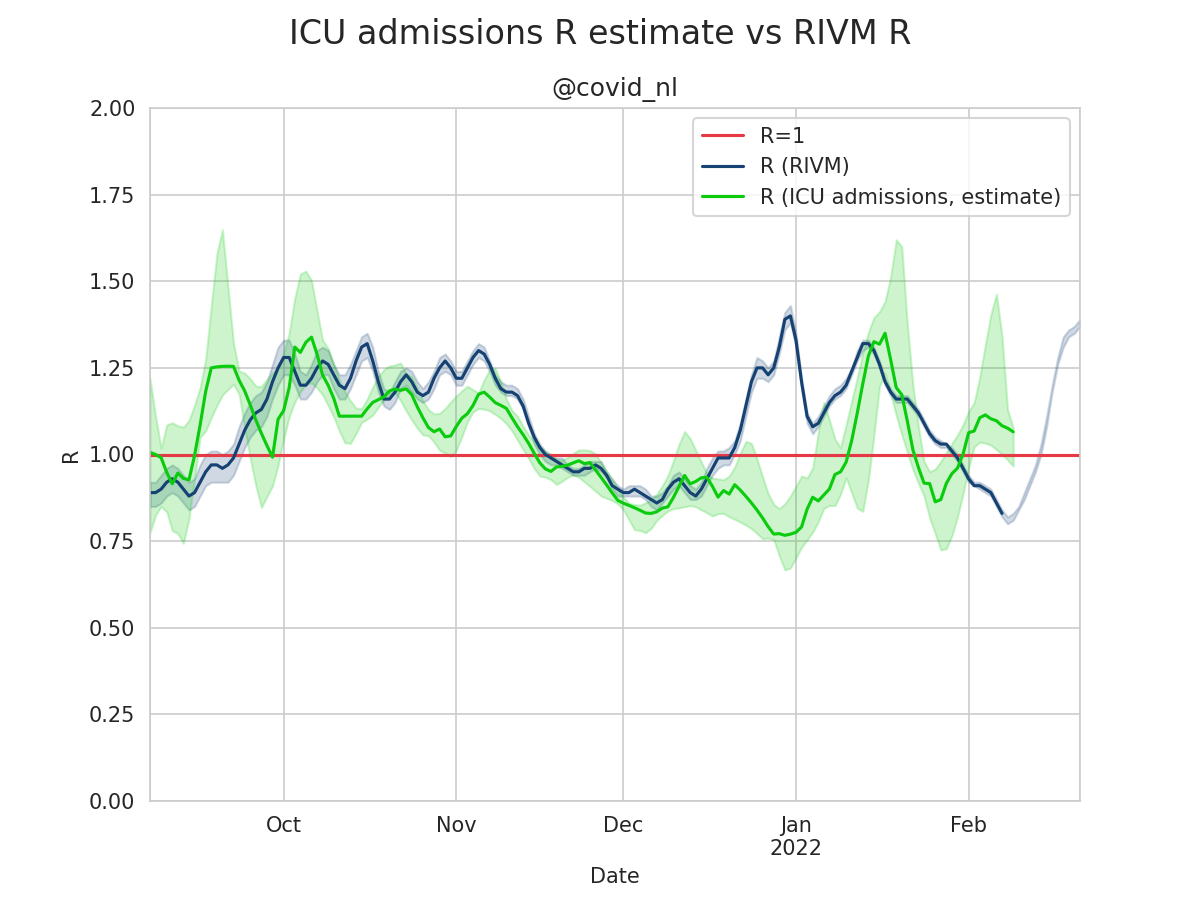 ICU admissions R estimate vs RIVM R
@covid_nl
R=1
R (RIVM)
R (ICU admissions, estimate)
2.00
1.75
1.50
1.25
1.00
0.75
0.50
0.25
0.00
R
Oct Nov Dec Jan Feb
2022
Date